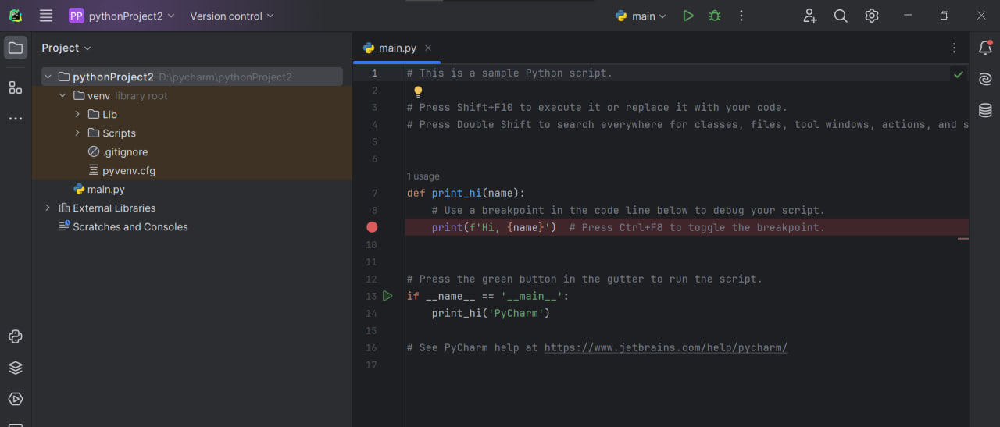 PC
PP pythonProject2 Version control main
Project
main.py
pythonProject2 D:\pycharm\pythonProject2
venv library root
Lib
Scripts
.gitignore
pyvenv.cfg
main.py
External Libraries
Scratches and Consoles
1 # This is a sample Python script.
2
3 # Press Shift+F10 to execute it or replace it with your code.
4 # Press Double Shift to search everywhere for classes, files, tool windows, actions, and s
5
6
1 usage
7 def print_hi(name):
8     # Use a breakpoint in the code line below to debug your script.
    print(f'Hi, {name}')  # Press Ctrl+F8 to toggle the breakpoint.
10
11
12 # Press the green button in the gutter to run the script.
13 if __name__ == '__main__':
14     print_hi('PyCharm')
15
16 # See PyCharm help at https://www.jetbrains.com/help/pycharm/
17